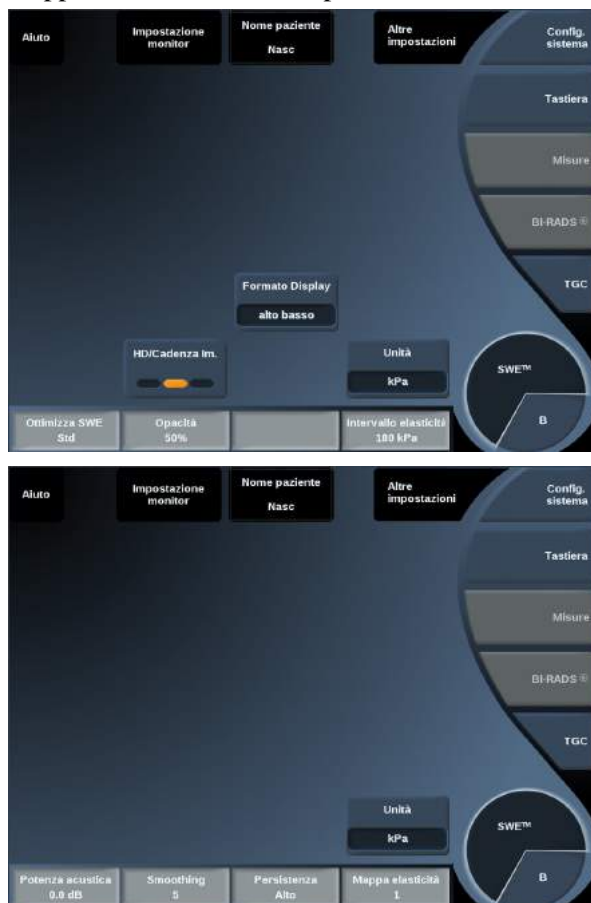 Aiuto
Impostazione
monitor
Nome paziente
Nasc
Altre
impostazioni
Config.
sistema
Tastiera
Misure
BI-RADS ®
TGC
Formato Display
alto basso
HD/Cadenza Im.
Unità
kPa
SWE™
B
Ottimizza SWE
Std
Opacità
50%
Intervallo elasticità
180 kPa
Aiuto
Impostazione
monitor
Nome paziente
Nasc
Altre
impostazioni
Config.
sistema
Tastiera
Misure
BI-RADS ®
TGC
Unità
kPa
SWE™
B
Potenza acustica
0.0 dB
Smoothing
5
Persistenza
Alto
Mappa elasticità
1